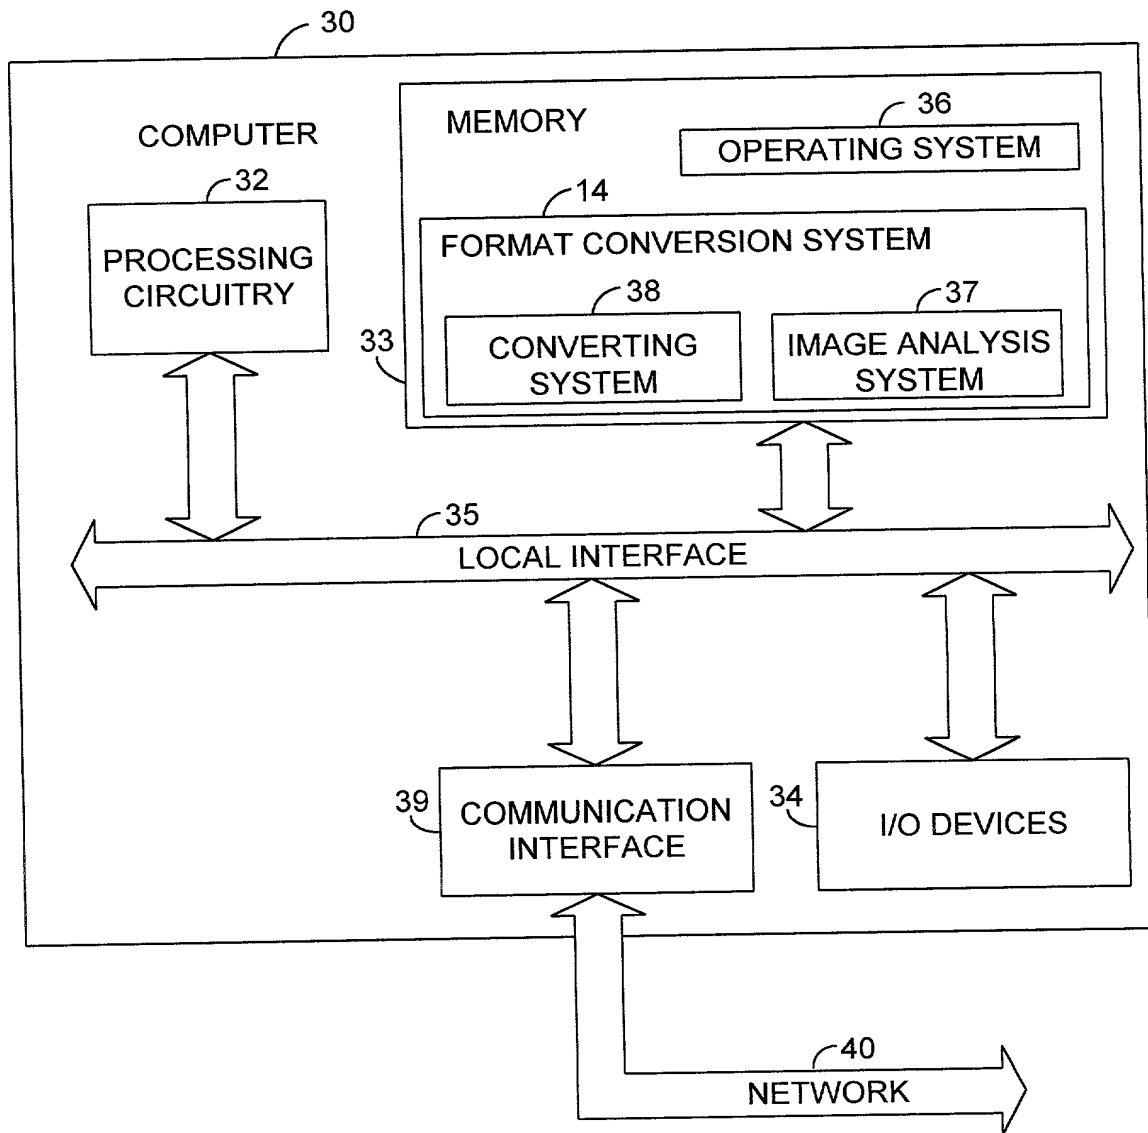 30
COMPUTER
MEMORY
36
OPERATING SYSTEM
32
PROCESSING
CIRCUITRY
14
FORMAT CONVERSION SYSTEM
38
CONVERTING
SYSTEM
37
IMAGE ANALYSIS
SYSTEM
33
35
LOCAL INTERFACE
39
COMMUNICATION
INTERFACE
34
I/O DEVICES
40
NETWORK